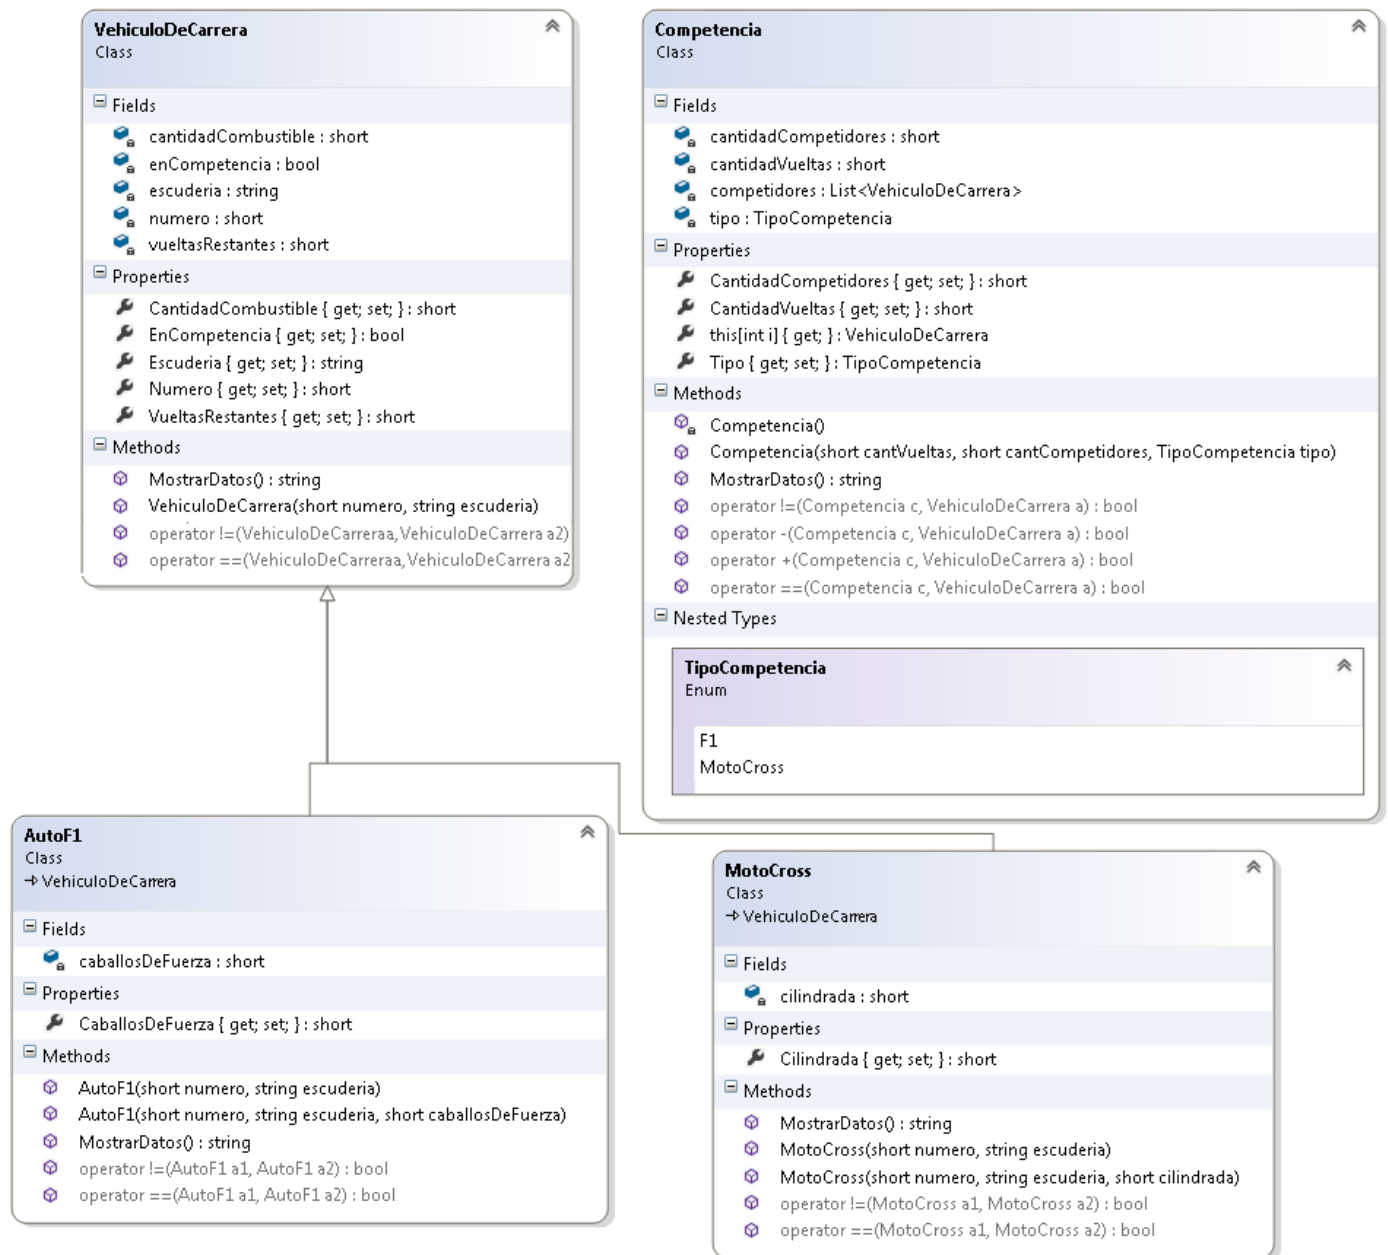 VehiculoDeCarrera
Class
Fields
cantidadCombustible : short
enCompetencia : bool
escuderia : string
numero : short
vueltasRestantes : short
Properties
CantidadCombustible { get; set; } : short
EnCompetencia { get; set; } : bool
Escuderia { get; set; } : string
Numero { get; set; } : short
VueltasRestantes { get; set; } : short
Methods
MostrarDatos() : string
VehiculoDeCarrera(short numero, string escuderia)
operator !=(VehiculoDeCarreraa,VehiculoDeCarrera a2)
operator ==(VehiculoDeCarreraa,VehiculoDeCarrera a2
Competencia
Class
Fields
cantidadCompetidores : short
cantidadVueltas : short
competidores : List<VehiculoDeCarrera>
tipo : TipoCompetencia
Properties
CantidadCompetidores { get; set; } : short
CantidadVueltas { get; set; } : short
this[int i] { get; } : VehiculoDeCarrera
Tipo { get; set; } : TipoCompetencia
Methods
Competencia()
Competencia(short cantVueltas, short cantCompetidores, TipoCompetencia tipo)
MostrarDatos() : string
operator !=(Competencia c, VehiculoDeCarrera a) : bool
operator -(Competencia c, VehiculoDeCarrera a) : bool
operator +(Competencia c, VehiculoDeCarrera a) : bool
operator ==(Competencia c, VehiculoDeCarrera a) : bool
Nested Types
TipoCompetencia
Enum
F1
MotoCross
AutoF1
Class
VehiculoDeCarrera
Fields
caballosDeFuerza : short
Properties
CaballosDeFuerza { get; set; } : short
Methods
AutoF1(short numero, string escuderia)
AutoF1(short numero, string escuderia, short caballosDeFuerza)
MostrarDatos() : string
operator !=(AutoF1 a1, AutoF1 a2) : bool
operator ==(AutoF1 a1, AutoF1 a2) : bool
MotoCross
Class
VehiculoDeCarrera
Fields
cilindrada : short
Properties
Cilindrada { get; set; } : short
Methods
MostrarDatos() : string
MotoCross(short numero, string escuderia)
MotoCross(short numero, string escuderia, short cilindrada)
operator !=(MotoCross a1, MotoCross a2) : bool
operator ==(MotoCross a1, MotoCross a2) : bool